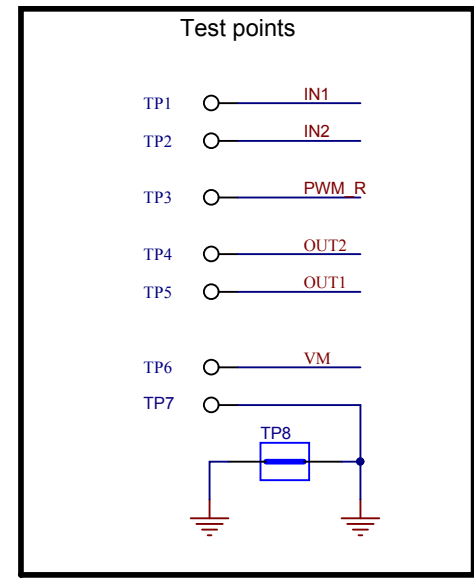 Test points
TP1 IN1
TP2 IN2
TP3 PWM_R
TP4 OUT2
TP5 OUT1
TP6 VM
TP7
TP8